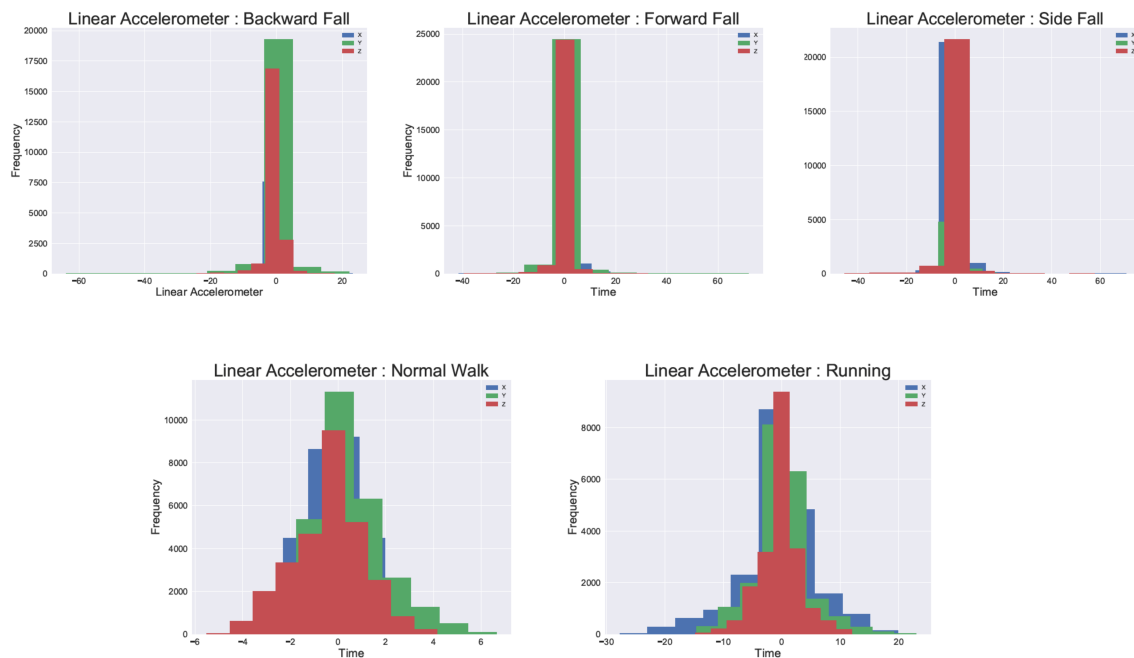 Linear Accelerometer : Backward Fall
20000
17500
15000
12500
10000
7500
5000
2500
0
Frequency
X
Y
Z
−60 −40 −20 0 20
Linear Accelerometer
Linear Accelerometer : Forward Fall
25000
20000
15000
10000
5000
0
Frequency
X
Y
Z
−40 −20 0 20 40 60
Time
Linear Accelerometer : Side Fall
20000
15000
10000
5000
0
Frequency
X
Y
Z
−40 −20 0 20 40 60
Time
Linear Accelerometer : Normal Walk
10000
8000
6000
4000
2000
0
Frequency
X
Y
Z
−6 −4 −2 0 2 4 6
Time
Linear Accelerometer : Running
8000
6000
4000
2000
0
Frequency
X
Y
Z
−30 −20 −10 0 10 20
Time